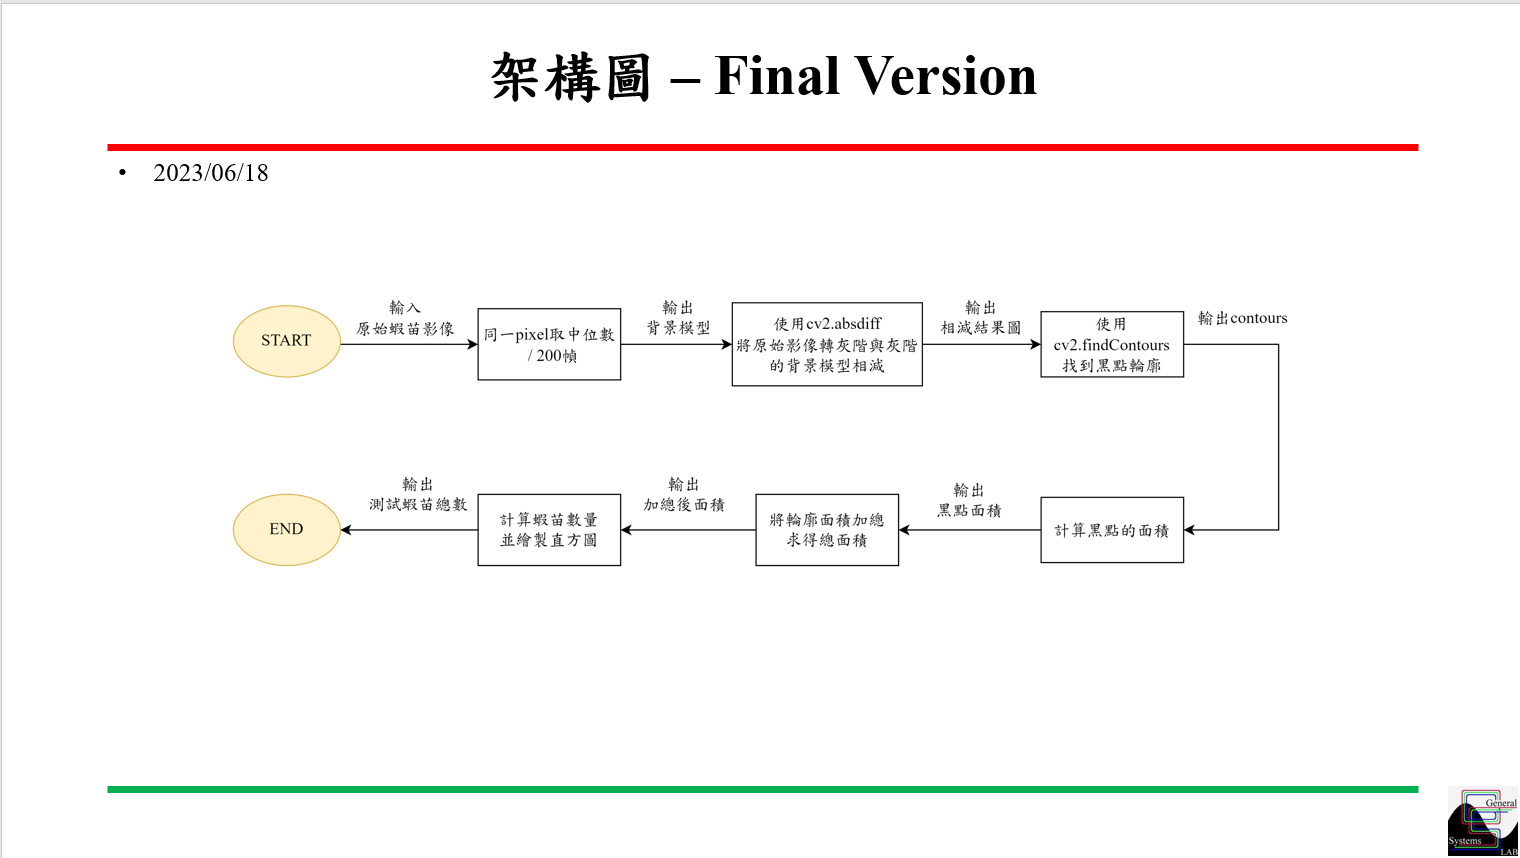 架構圖 – Final Version
• 2023/06/18
START
輸入
原始蝦苗影像
同一pixel取中位數
/ 200幀
輸出
背景模型
使用cv2.absdiff
將原始影像轉灰階與灰階
的背景模型相減
輸出
相減結果圖
使用
cv2.findContours
找到黑點輪廓
輸出contours
計算黑點的面積
輸出
黑點面積
將輪廓面積加總
求得總面積
輸出
加總後面積
計算蝦苗數量
並繪製直方圖
輸出
測試蝦苗總數
END
General
Systems
LAB